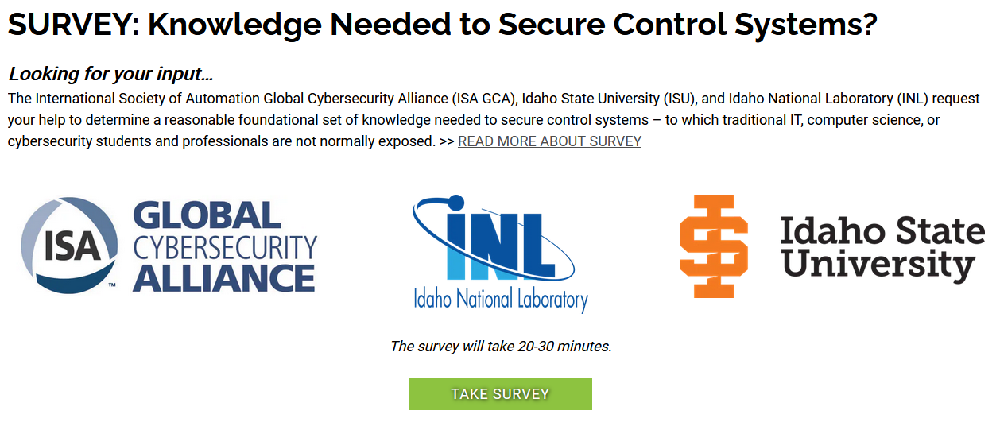 SURVEY: Knowledge Needed to Secure Control Systems?
Looking for your input...
The International Society of Automation Global Cybersecurity Alliance (ISA GCA), Idaho State University (ISU), and Idaho National Laboratory (INL) request
your help to determine a reasonable foundational set of knowledge needed to secure control systems – to which traditional IT, computer science, or
cybersecurity students and professionals are not normally exposed. >> READ MORE ABOUT SURVEY
ISA™
GLOBAL
CYBERSECURITY
ALLIANCE
iNL
Idaho National Laboratory
ISU
Idaho State
University
The survey will take 20-30 minutes.
TAKE SURVEY